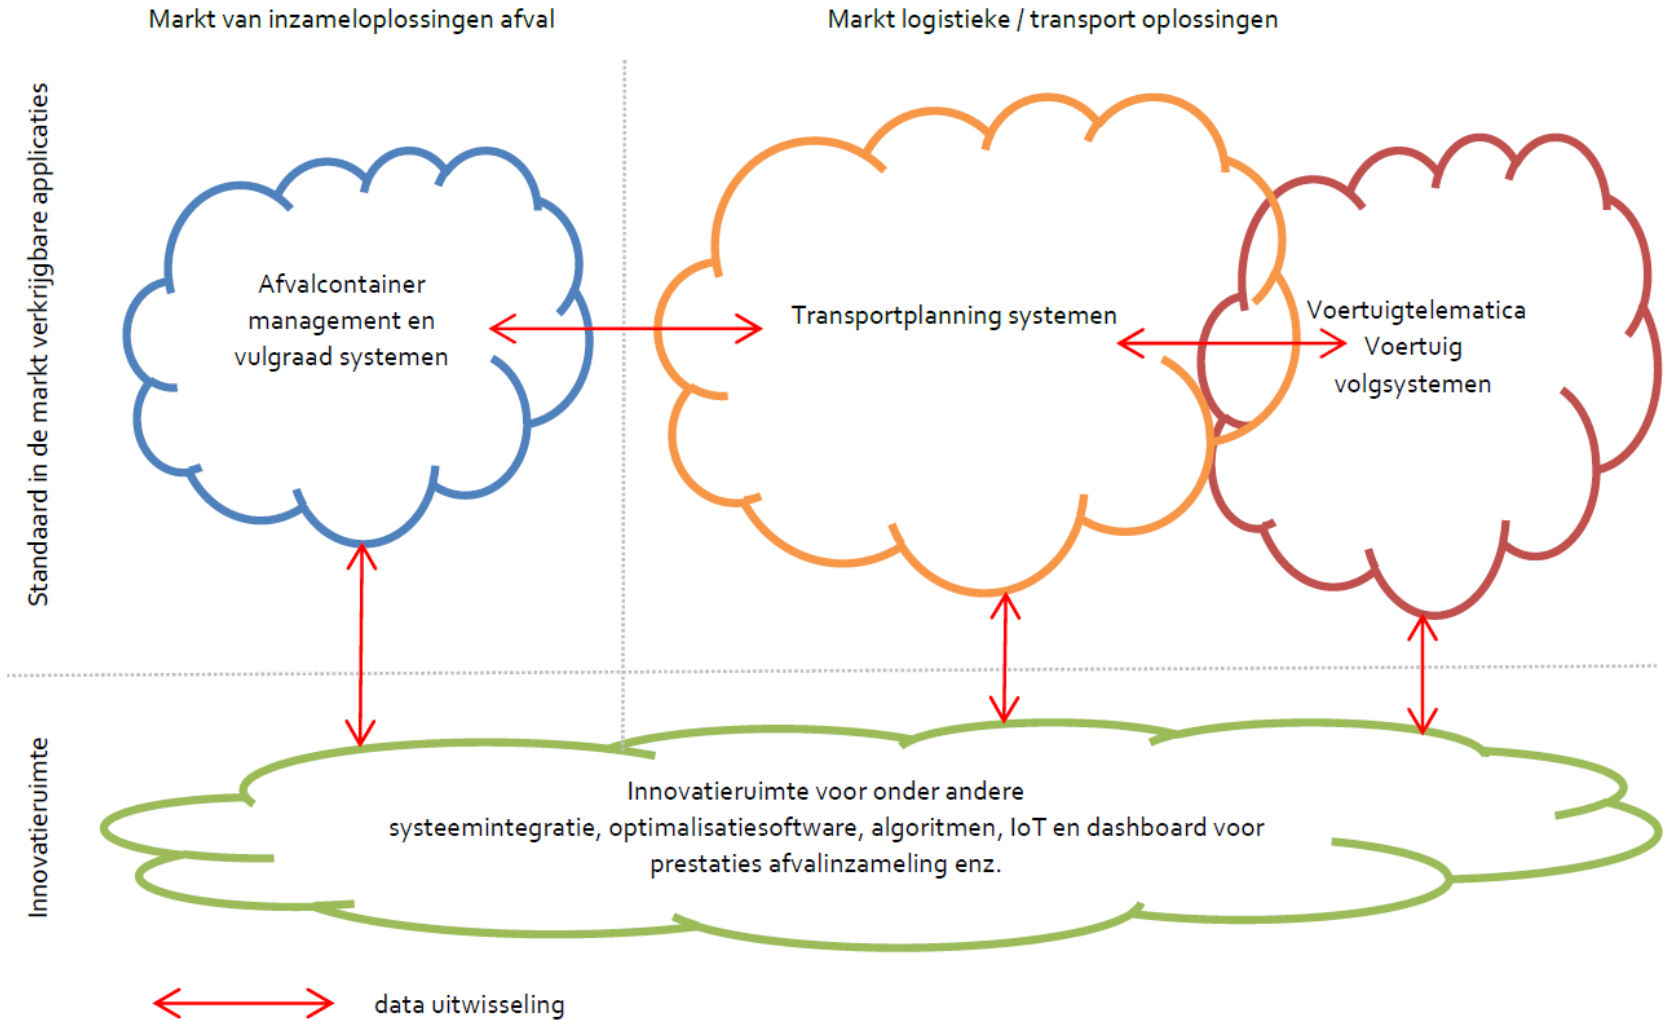 Markt van inzameloplossingen afval
Markt logistieke / transport oplossingen
Standaard in de markt verkrijgbare applicaties
Afvalcontainer
management en
vulgraad systemen
Transportplanning systemen
Voertuigtelematica
Voertuig
volgsystemen
Innovatieruimte
Innovatieruimte voor onder andere
systeemintegratie, optimalisatiesoftware, algoritmen, IoT en dashboard voor
prestaties afvalinzameling enz.
data uitwisseling